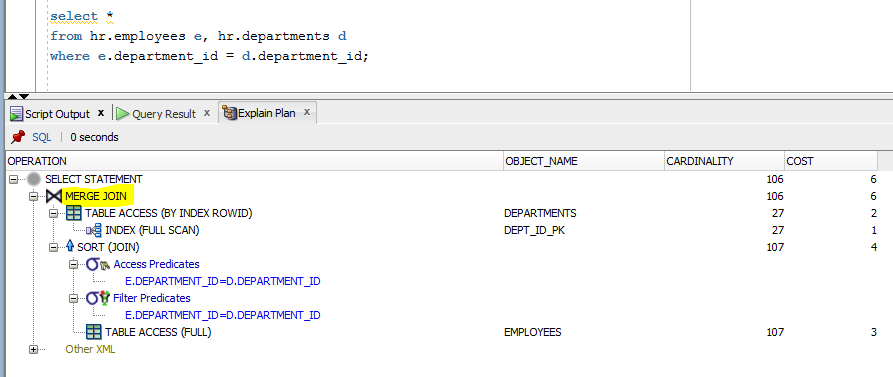 select *
from hr.employees e, hr.departments d
where e.department_id = d.department_id;
Script Output x Query Result x Explain Plan x
SQL | 0 seconds
OPERATION OBJECT_NAME CARDINALITY COST
SELECT STATEMENT 106 6
MERGE JOIN 106 6
TABLE ACCESS (BY INDEX ROWID) DEPARTMENTS 27 2
INDEX (FULL SCAN) DEPT_ID_PK 27 1
SORT (JOIN) 107 4
Access Predicates
E.DEPARTMENT_ID=D.DEPARTMENT_ID
Filter Predicates
E.DEPARTMENT_ID=D.DEPARTMENT_ID
TABLE ACCESS (FULL) EMPLOYEES 107 3
Other XML